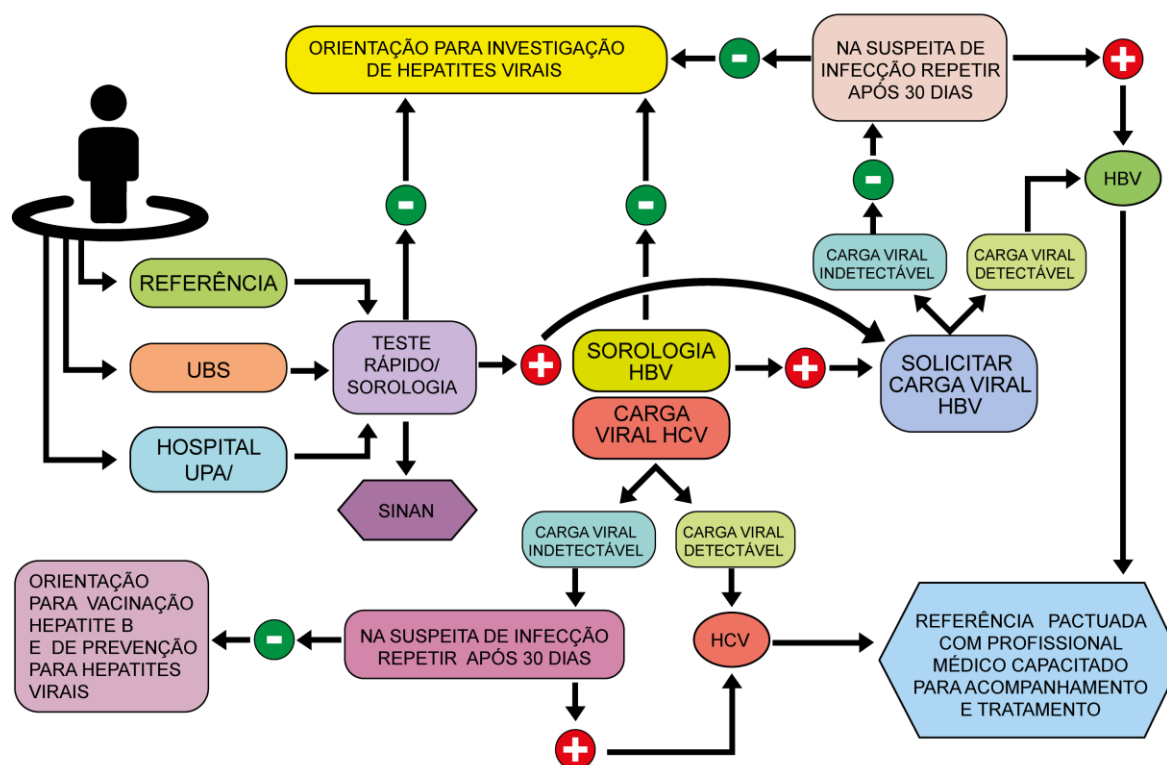 ORIENTAÇÃO PARA INVESTIGAÇÃO
DE HEPATITES VIRAIS
NA SUSPEITA DE
INFECÇÃO REPETIR
APÓS 30 DIAS
HBV
CARGA VIRAL
INDETECTÁVEL
CARGA VIRAL
DETECTÁVEL
REFERÊNCIA
UBS
HOSPITAL
UPA/
TESTE
RÁPIDO/
SOROLOGIA
SINAN
SOROLOGIA
HBV
CARGA
VIRAL HCV
SOLICITAR
CARGA VIRAL
HBV
CARGA VIRAL
INDETECTÁVEL
CARGA VIRAL
DETECTÁVEL
ORIENTAÇÃO
PARA VACINAÇÃO
HEPATITE B
E DE PREVENÇÃO
PARA HEPATITES
VIRAIS
NA SUSPEITA DE INFECÇÃO
REPETIR APÓS 30 DIAS
HCV
REFERÊNCIA PACTUADA
COM PROFISSIONAL
MÉDICO CAPACITADO
PARA ACOMPANHAMENTO
E TRATAMENTO